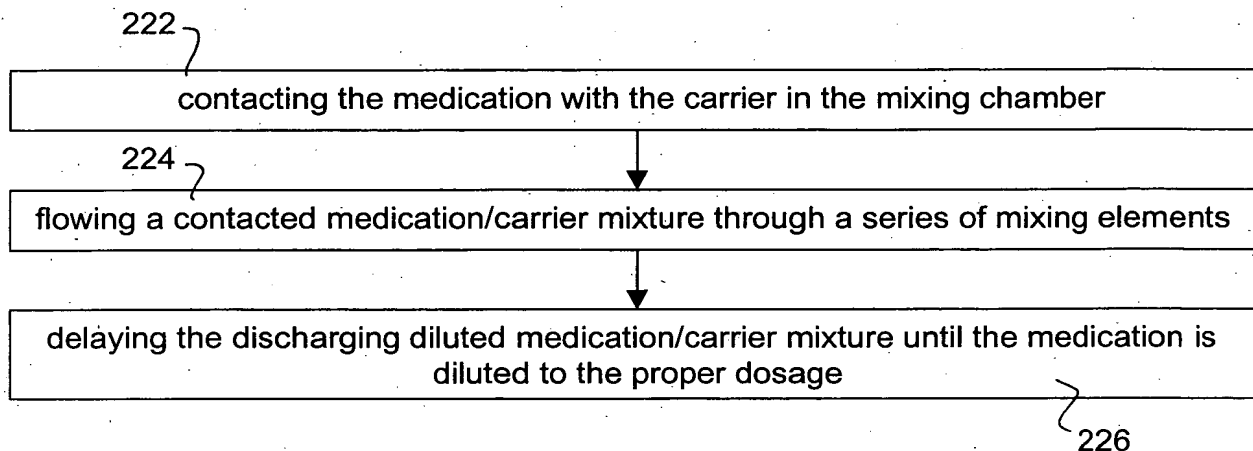 222
contacting the medication with the carrier in the mixing chamber
224
flowing a contacted medication/carrier mixture through a series of mixing elements
delaying the discharging diluted medication/carrier mixture until the medication is
diluted to the proper dosage
226